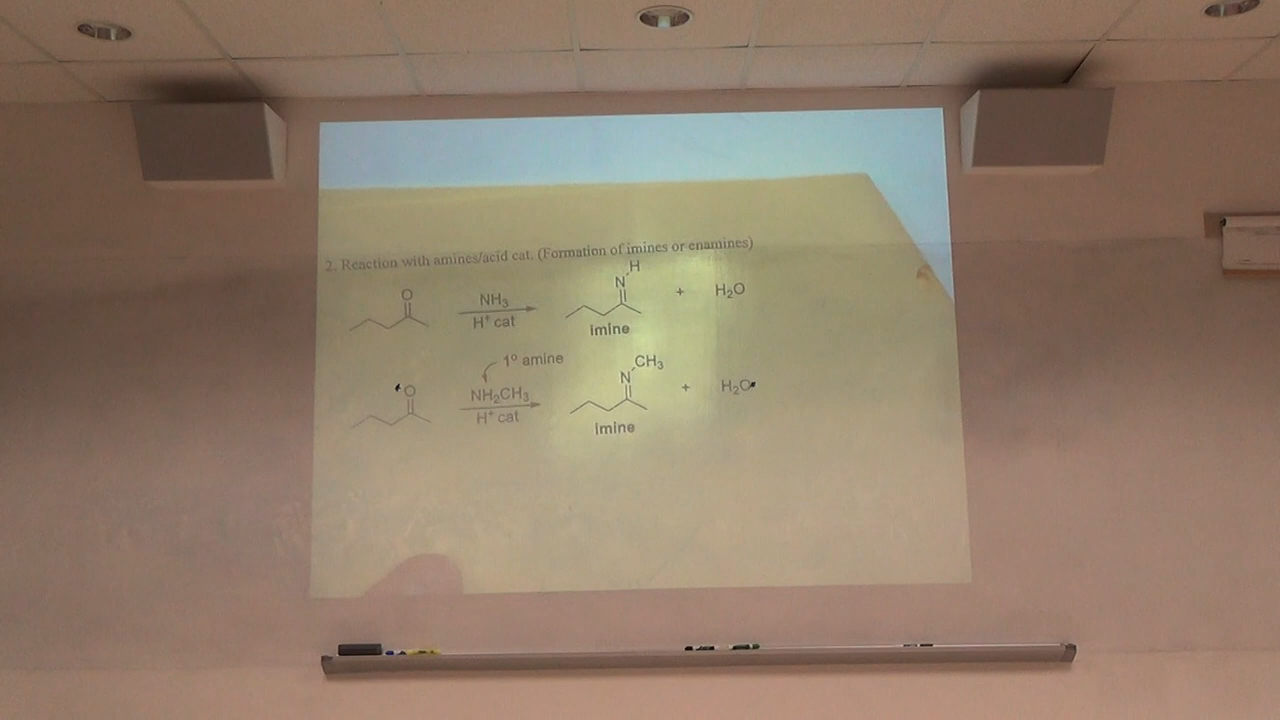 2. Reaction with amines/acid cat. (Formation of imines or enamines)
O NH₃ H⁺ cat N H + H₂O
imine
1º amine
O NH₂CH₃ H⁺ cat N CH₃ + H₂O
imine